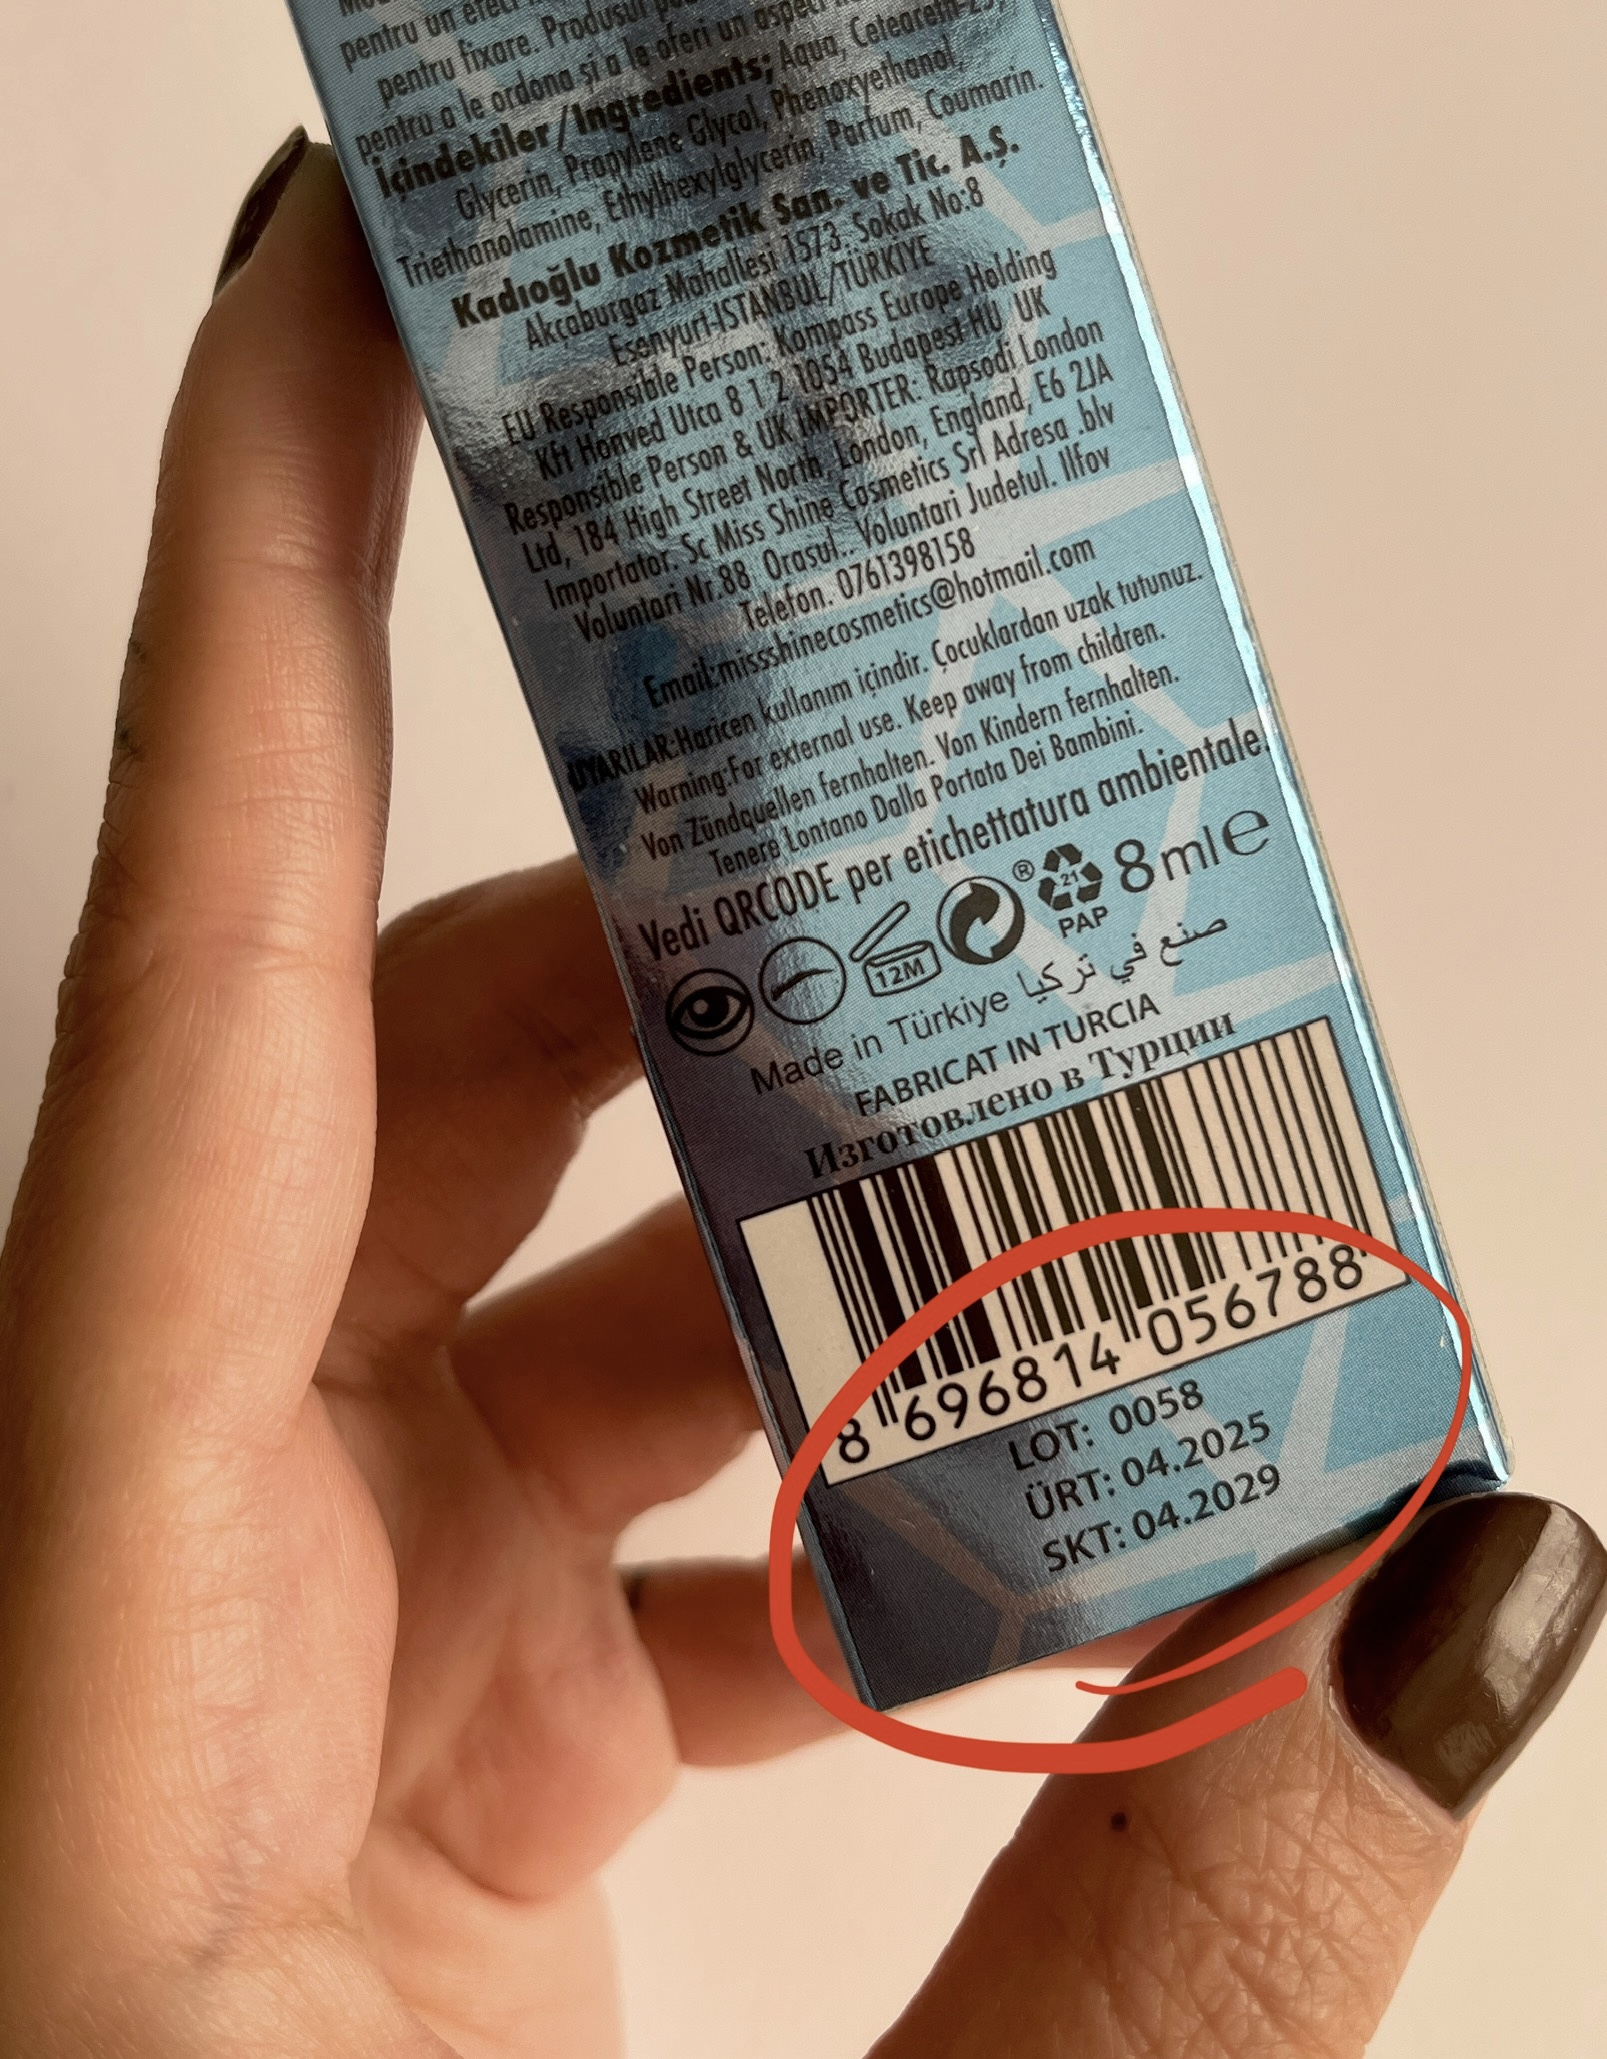 pentru un efect
pentru fixare. Produsul
pentru a le ordona și a le oferi un aspect
İçindekiler/Ingredients; Aqua, Ceteareth-25,
Glycerin, Propylene Glycol, Phenoxyethanol,
Triethanolamine, Ethylhexylglycerin, Parfum, Coumarin.
Kadıoğlu Kozmetik San. ve Tic. A.Ş.
Akçaburgaz Mahallesi 1573. Sokak No:8
Esenyurt-İSTANBUL/TÜRKİYE
EU Responsible Person: Kompass Europe Holding
Kft Honved Utca 8 1 2 1054 Budapest HU UK
Responsible Person & UK IMPORTER: Rapsodi London
Ltd, 184 High Street North, London, England, E6 2JA
Importator. Sc Miss Shine Cosmetics Srl Adresa .blv
Voluntari Nr.88 Orasul.. Voluntari Judetul. Ilfov
Telefon. 0761398158
Email:missshinecosmetics@hotmail.com
UYARILAR:Haricen kullanım içindir. Çocuklardan uzak tutunuz.
Warning:For external use. Keep away from children.
Von Zündquellen fernhalten. Von Kindern fernhalten.
Tenere Lontano Dalla Portata Dei Bambini.
Vedi QRCODE per etichettatura ambientale.
12M ® 21 PAP 8 ml e
Made in Türkiye صنع في تركيا
FABRICAT IN TURCIA
Изготовлено в Турции
8 696814 056788
LOT: 0058
ÜRT: 04.2025
SKT: 04.2029